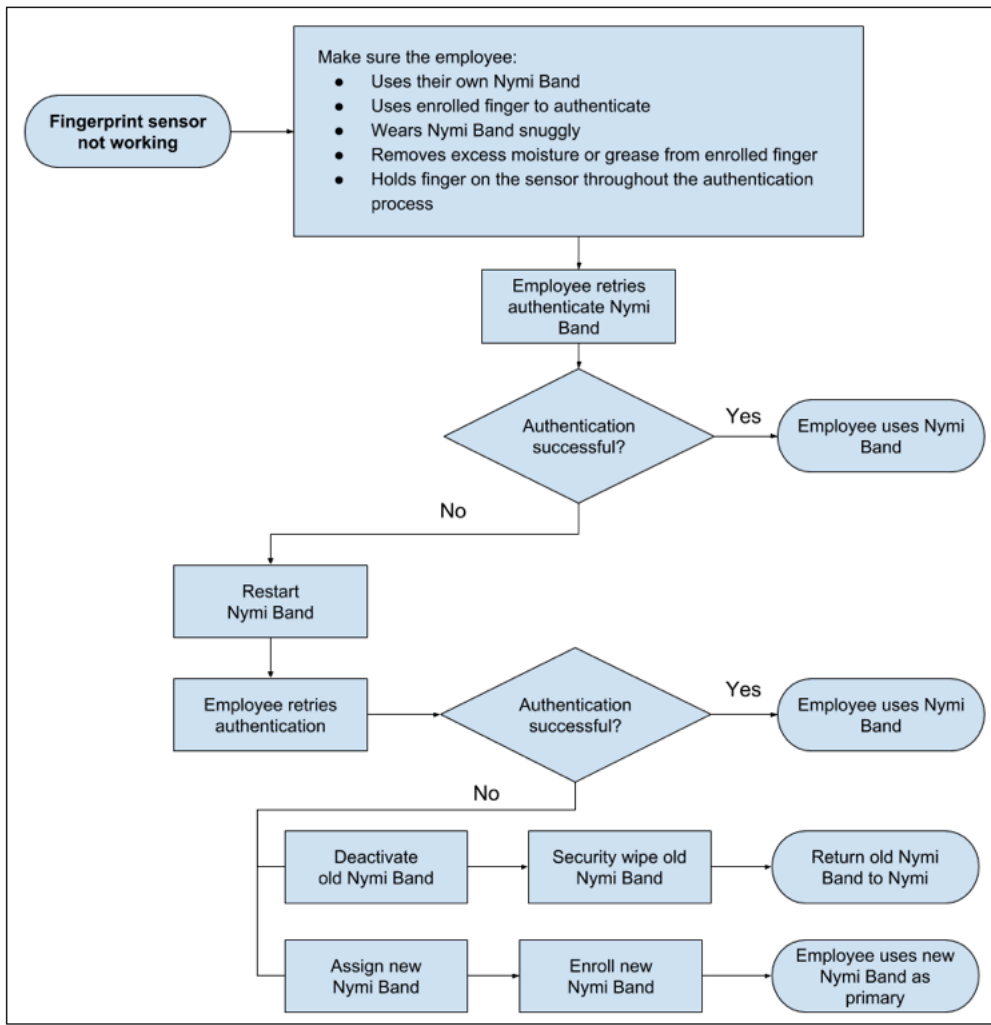 Fingerprint sensor
not working
Make sure the employee:
● Uses their own Nymi Band
● Uses enrolled finger to authenticate
● Wears Nymi Band snuggly
● Removes excess moisture or grease from enrolled finger
● Holds finger on the sensor throughout the authentication
process
Employee retries
authenticate Nymi
Band
Authentication
successful?
Yes
Employee uses Nymi
Band
No
Restart
Nymi Band
Employee retries
authentication
Authentication
successful?
Yes
Employee uses Nymi
Band
No
Deactivate
old Nymi Band
Security wipe old
Nymi Band
Return old Nymi
Band to Nymi
Assign new
Nymi Band
Enroll new
Nymi Band
Employee uses new
Nymi Band as
primary